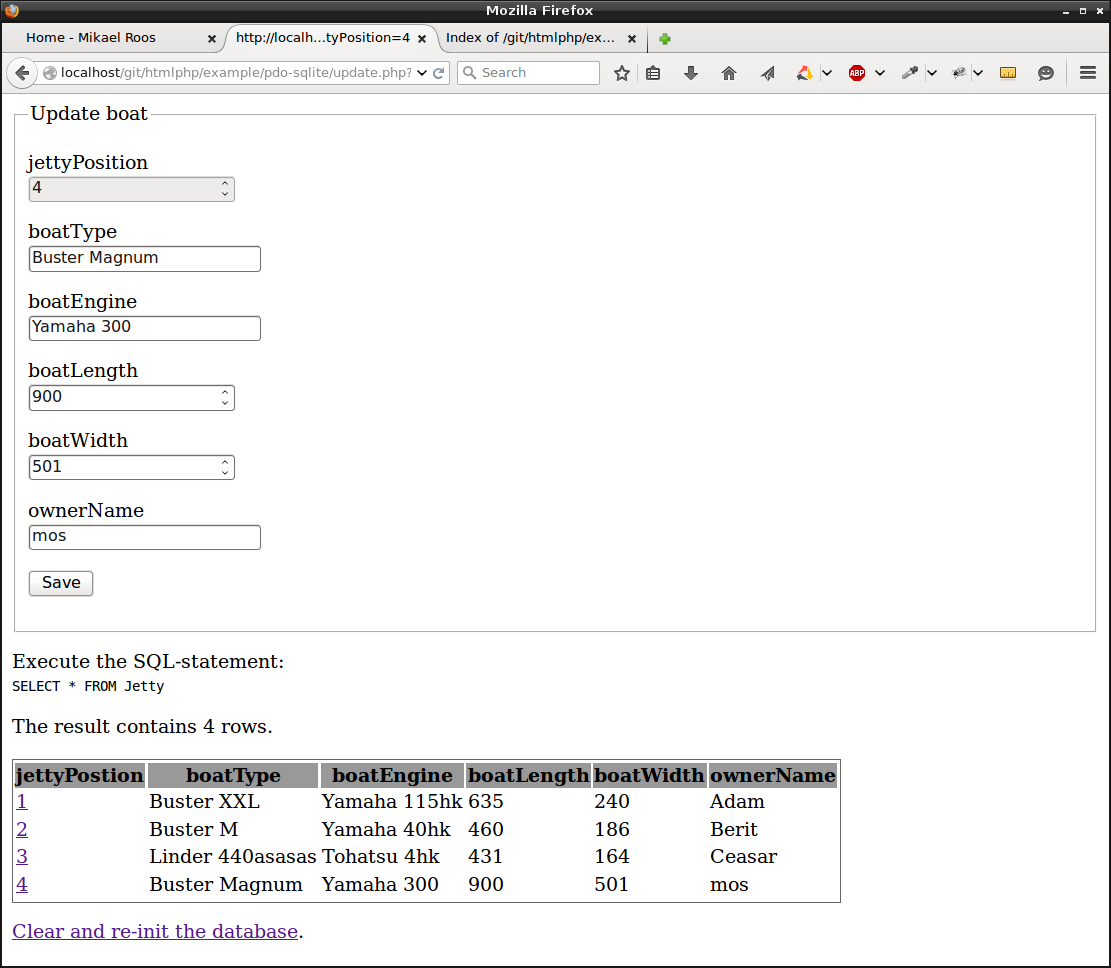 Mozilla Firefox
Home - Mikael Roos
http://localh...tyPosition=4
Index of /git/htmlphp/ex...
localhost/git/htmlphp/example/pdo-sqlite/update.php?
Search
ABP
Update boat
jettyPosition
4
boatType
Buster Magnum
boatEngine
Yamaha 300
boatLength
900
boatWidth
501
ownerName
mos
Save
Execute the SQL-statement:
SELECT * FROM Jetty
The result contains 4 rows.
jettyPostion boatType boatEngine boatLength boatWidth ownerName
1 Buster XXL Yamaha 115hk 635 240 Adam
2 Buster M Yamaha 40hk 460 186 Berit
3 Linder 440asasas Tohatsu 4hk 431 164 Ceasar
4 Buster Magnum Yamaha 300 900 501 mos
Clear and re-init the database.